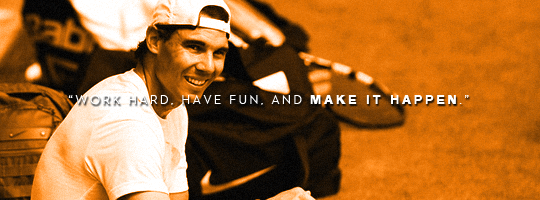 “WORK HARD, HAVE FUN, AND MAKE IT HAPPEN.”